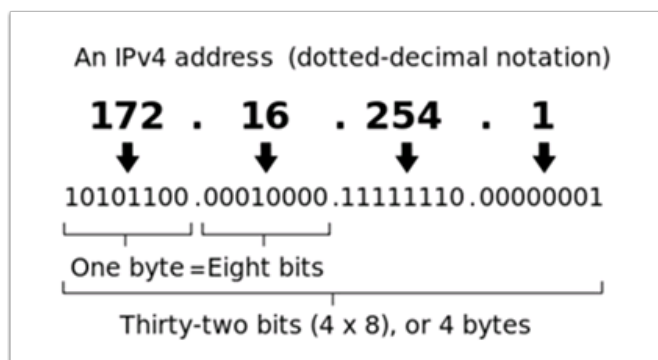 An IPv4 address (dotted-decimal notation)
172 . 16 . 254 . 1
10101100 .00010000.11111110.00000001
One byte =Eight bits
Thirty-two bits (4 x 8), or 4 bytes